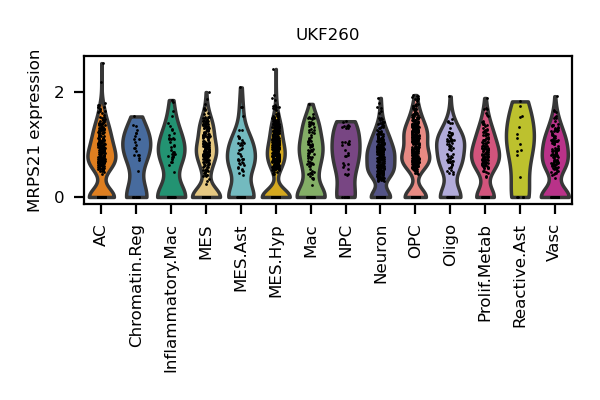 UKF260
MRPS21 expression
2
0
AC
Chromatin.Reg
Inflammatory.Mac
MES
MES.Ast
MES.Hyp
Mac
NPC
Neuron
OPC
Oligo
Prolif.Metab
Reactive.Ast
Vasc